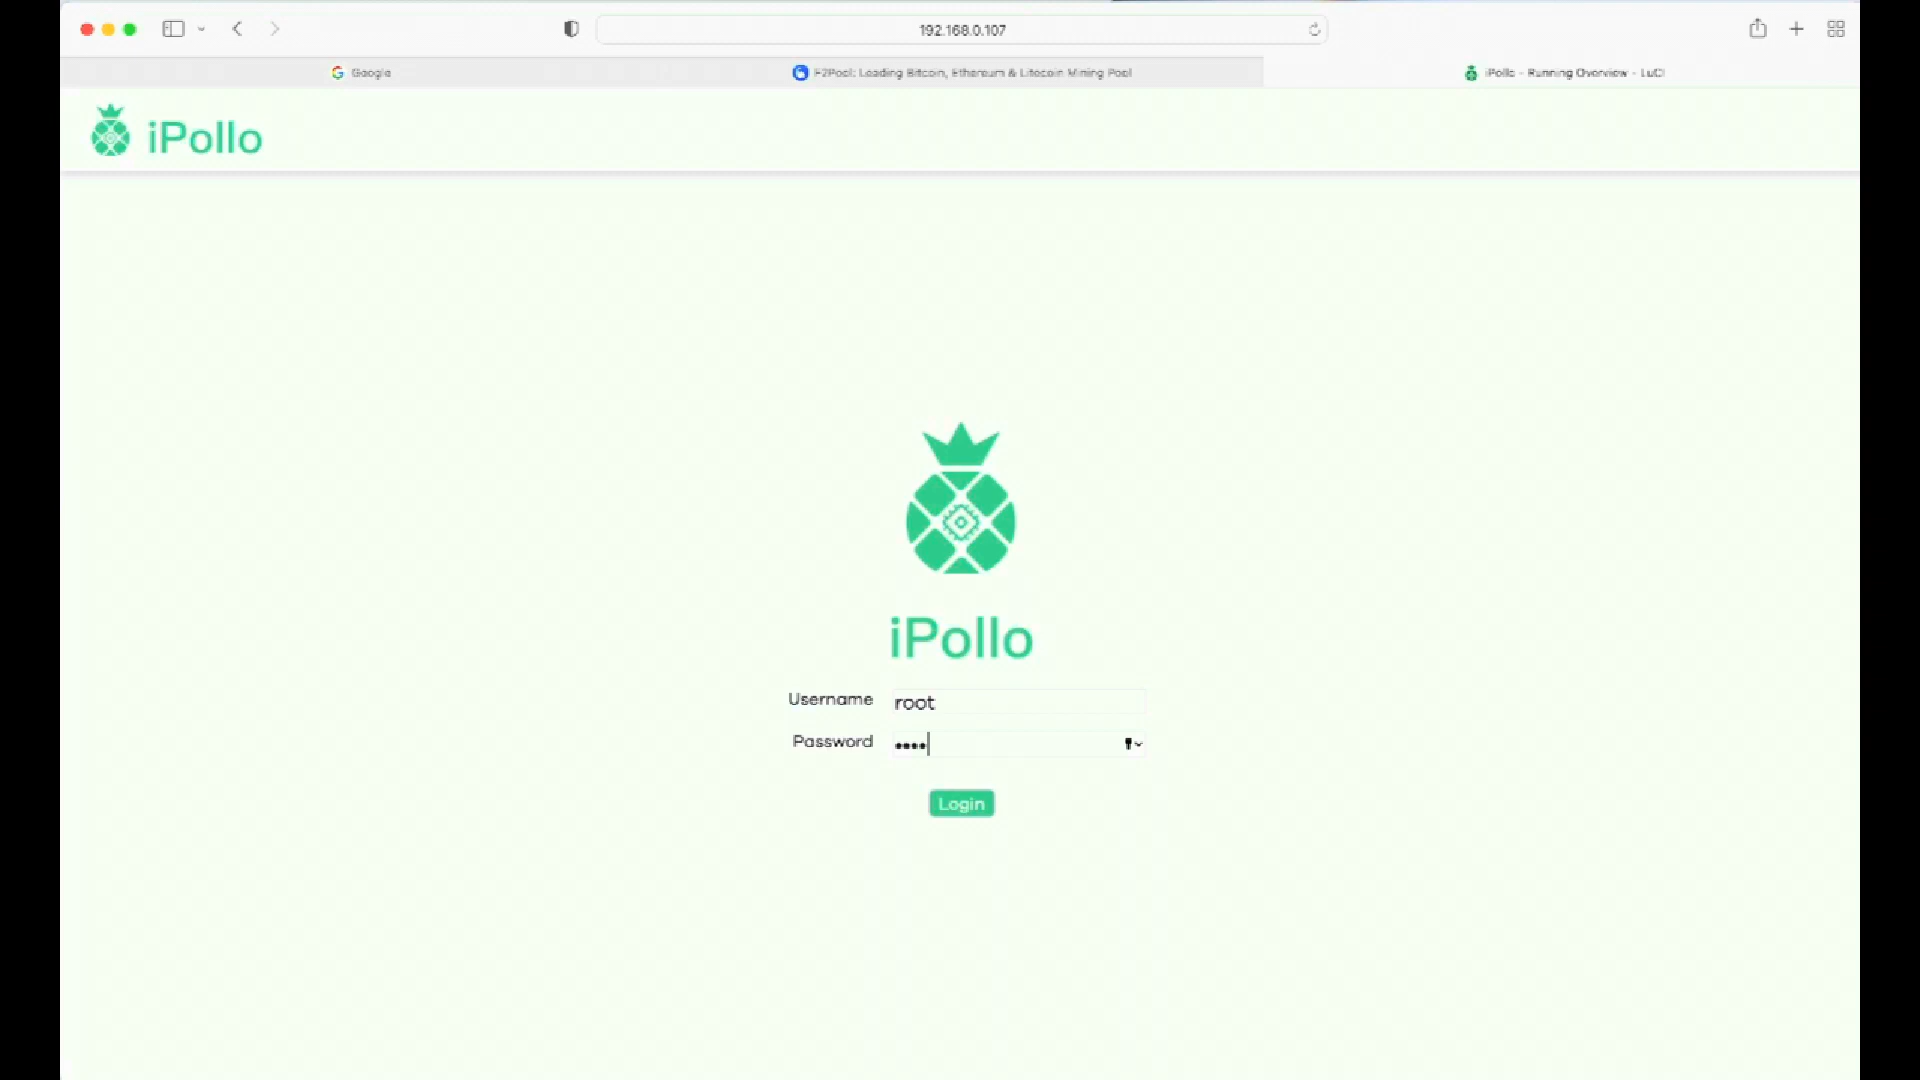 192.168.0.107
Google
F2Pool: Leading Bitcoin, Ethereum & Litecoin Mining Pool
iPollo - Running Overview - LuCI
iPollo
iPollo
Username root
Password ••••
Login